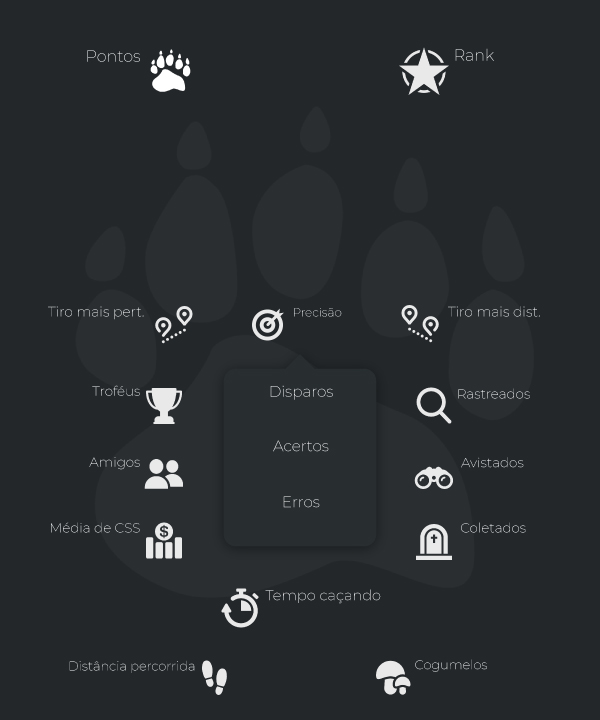 Pontos
Rank
Tiro mais pert.
Precisão
Tiro mais dist.
Troféus
Disparos
Rastreados
Acertos
Amigos
Avistados
Erros
Média de CSS
Coletados
Tempo caçando
Distância percorrida
Cogumelos